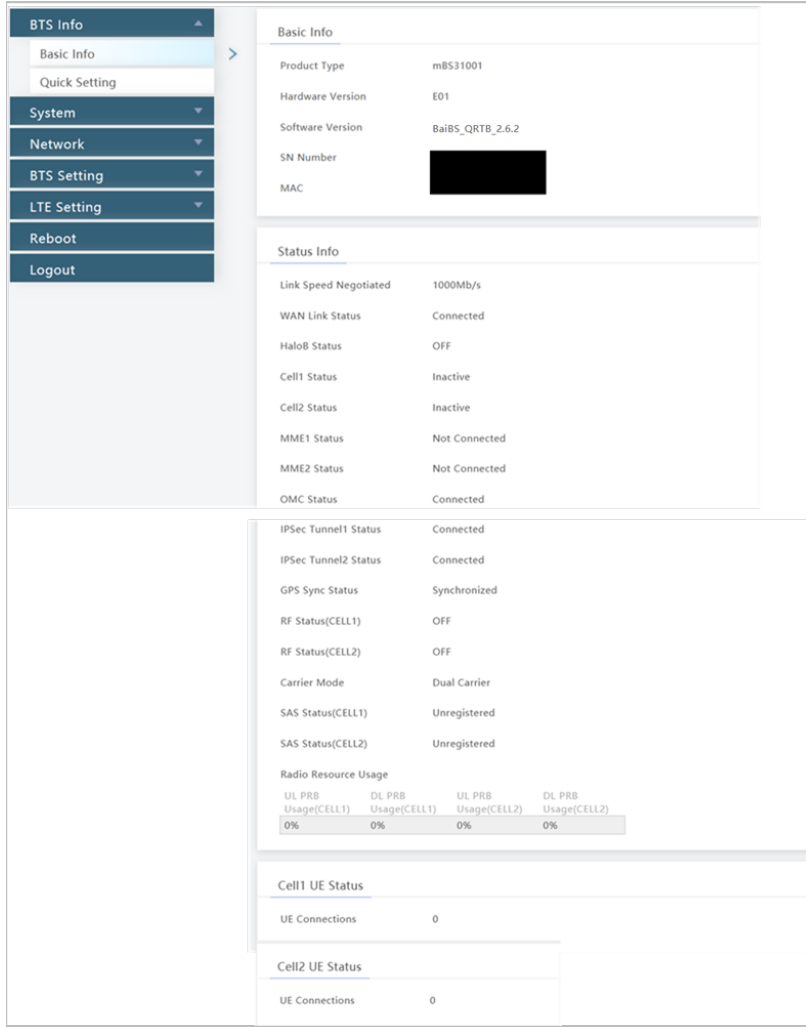 BTS Info
Basic Info
Quick Setting
System
Network
BTS Setting
LTE Setting
Reboot
Logout
Basic Info
Product Type mBS31001
Hardware Version E01
Software Version BaiBS_QRTB_2.6.2
SN Number
MAC
Status Info
Link Speed Negotiated 1000Mb/s
WAN Link Status Connected
HaloB Status OFF
Cell1 Status Inactive
Cell2 Status Inactive
MME1 Status Not Connected
MME2 Status Not Connected
OMC Status Connected
IPSec Tunnel1 Status Connected
IPSec Tunnel2 Status Connected
GPS Sync Status Synchronized
RF Status(CELL1) OFF
RF Status(CELL2) OFF
Carrier Mode Dual Carrier
SAS Status(CELL1) Unregistered
SAS Status(CELL2) Unregistered
Radio Resource Usage
UL PRB DL PRB UL PRB DL PRB
Usage(CELL1) Usage(CELL1) Usage(CELL2) Usage(CELL2)
0% 0% 0% 0%
Cell1 UE Status
UE Connections 0
Cell2 UE Status
UE Connections 0